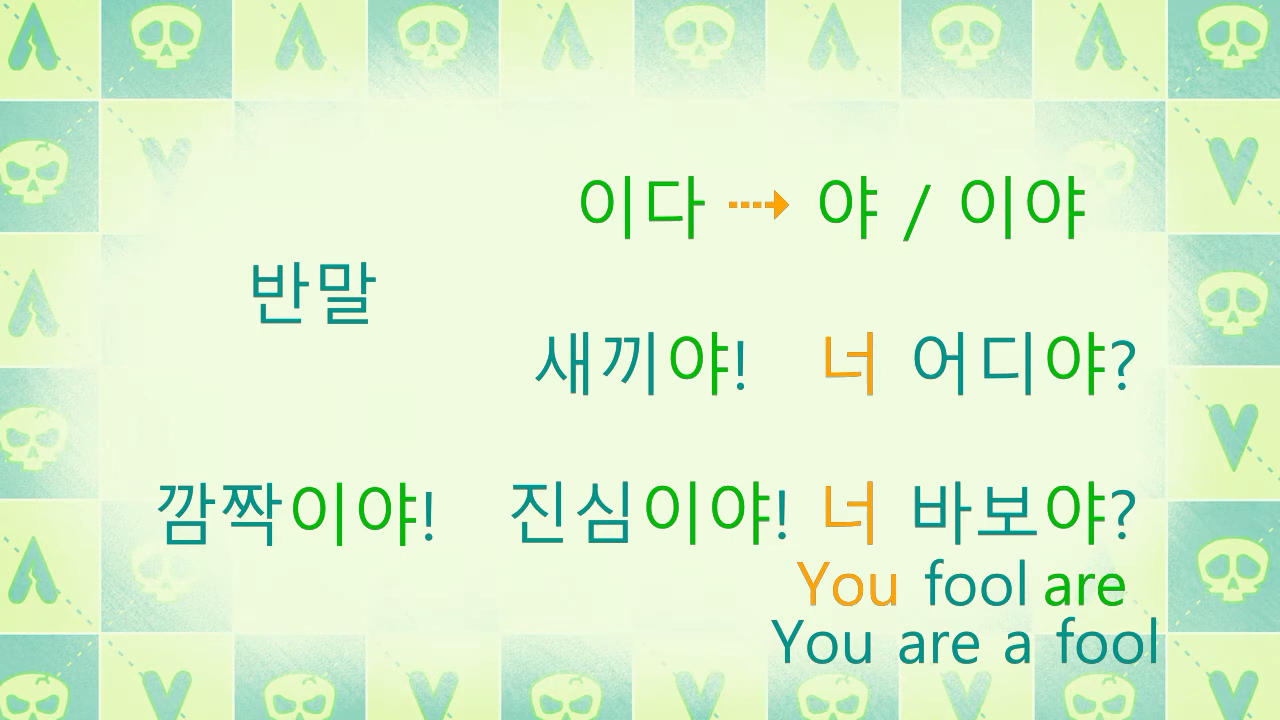 이다 ⇢ 야 / 이야
반말
새끼야! 너 어디야?
깜짝이야! 진심이야! 너 바보야?
You fool are
You are a fool